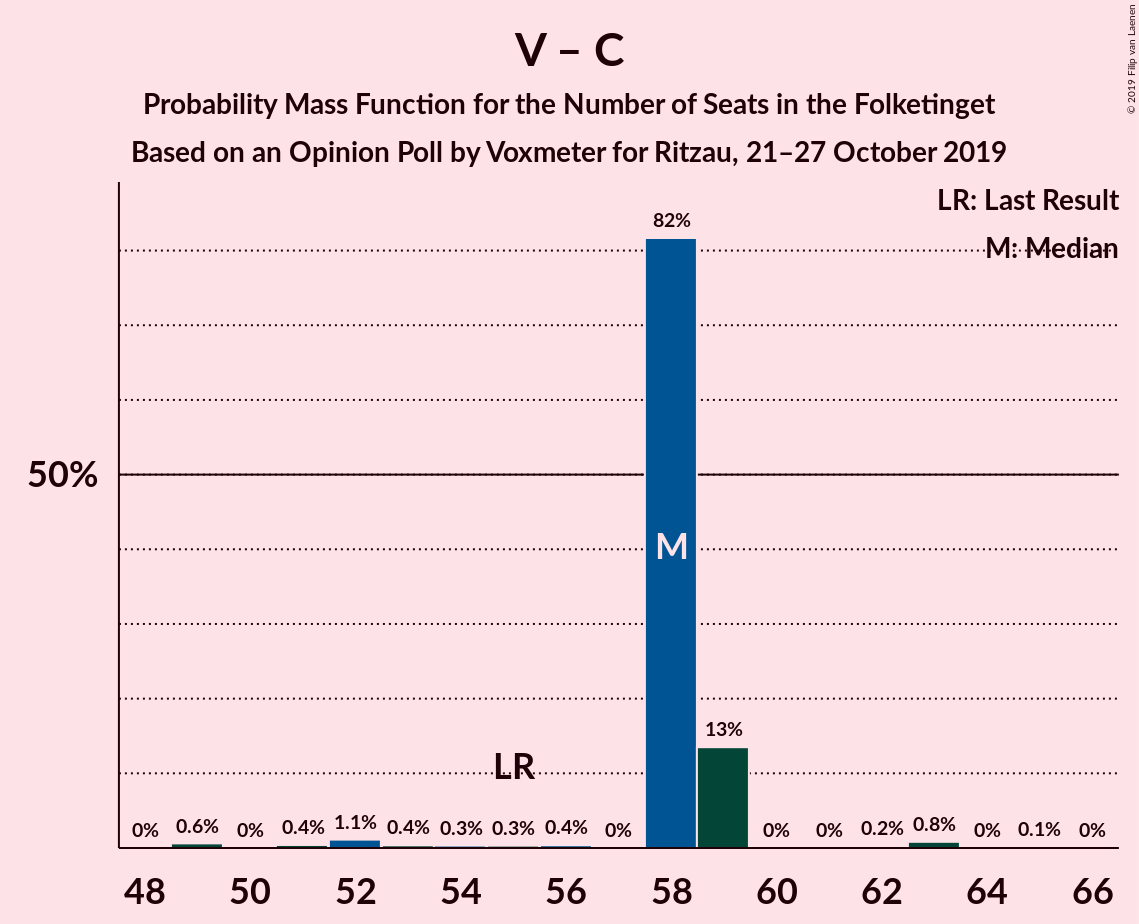 V – C
Probability Mass Function for the Number of Seats in the Folketinget
Based on an Opinion Poll by Voxmeter for Ritzau, 21–27 October 2019
© 2019 Filip van Laenen
LR: Last Result
M: Median
82%
50%
M
13%
LR
0% 0.6% 0% 0.4% 1.1% 0.4% 0.3% 0.3% 0.4% 0% 0% 0% 0.2% 0.8% 0% 0.1% 0%
48 50 52 54 56 58 60 62 64 66